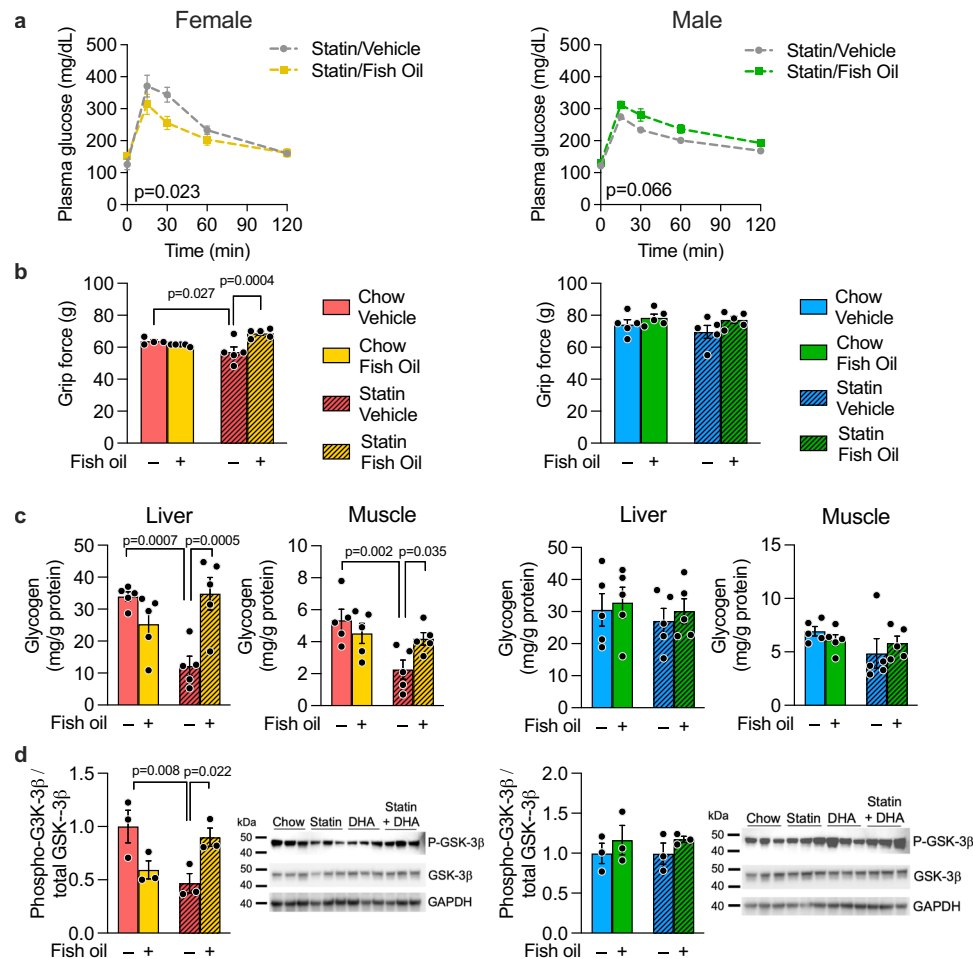 a
Female
Plasma glucose (mg/dL)
500
400
300
200
100
0
p=0.023
0
30
60
90
120
Time (min)
Statin/Vehicle
Statin/Fish Oil
Male
Plasma glucose (mg/dL)
500
400
300
200
100
0
p=0.066
0
30
60
90
120
Time (min)
Statin/Vehicle
Statin/Fish Oil
b
Grip force (g)
100
80
60
40
20
0
p=0.027
p=0.0004
Fish oil – + – +
Chow
Vehicle
Chow
Fish Oil
Statin
Vehicle
Statin
Fish Oil
Grip force (g)
100
80
60
40
20
0
Fish oil – + – +
Chow
Vehicle
Chow
Fish Oil
Statin
Vehicle
Statin
Fish Oil
c
Liver
p=0.0007
p=0.0005
Glycogen
(mg/g protein)
50
40
30
20
10
0
Fish oil – + – +
Muscle
p=0.002
p=0.035
Glycogen
(mg/g protein)
10
8
6
4
2
0
Fish oil – + – +
Liver
Glycogen
(mg/g protein)
50
40
30
20
10
0
Fish oil – + – +
Muscle
Glycogen
(mg/g protein)
15
10
5
0
Fish oil – + – +
d
Phospho-G3K-3β /
total GSK--3β
1.5
1.0
0.5
0.0
p=0.008
p=0.022
Fish oil – + – +
kDa
Chow Statin DHA Statin
+ DHA
50
40
P-GSK-3β
50
40
GSK-3β
40
GAPDH
Phospho-G3K-3β /
total GSK--3β
2.0
1.5
1.0
0.5
0.0
Fish oil – + – +
kDa
Chow Statin DHA Statin
+ DHA
50
40
P-GSK-3β
50
40
GSK-3β
40
GAPDH